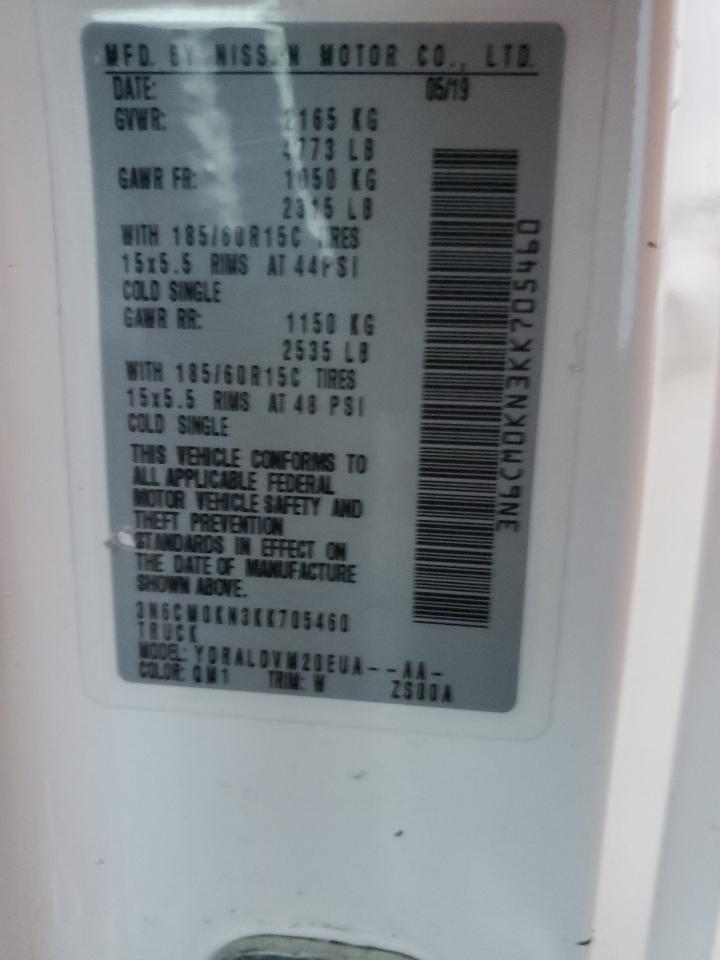 MFD. BY NISSAN MOTOR CO., LTD.
DATE: 05/19
GVWR: 2165 KG
4773 LB
GAWR FR: 1050 KG
2315 LB
WITH 185/60R15C TIRES
15x5.5 RIMS AT 44PSI
COLD SINGLE
GAWR RR: 1150 KG
2535 LB
WITH 185/60R15C TIRES
15x5.5 RIMS AT 48 PSI
COLD SINGLE
THIS VEHICLE CONFORMS TO
ALL APPLICABLE FEDERAL
MOTOR VEHICLE SAFETY AND
THEFT PREVENTION
STANDARDS IN EFFECT ON
THE DATE OF MANUFACTURE
SHOWN ABOVE.
3N6CM0KN3KK705460
TRUCK
MODEL: YDRALDVM20EUA--AA-
COLOR: QM1 TRIM: W ZS00A
3N6CM0KN3KK705460